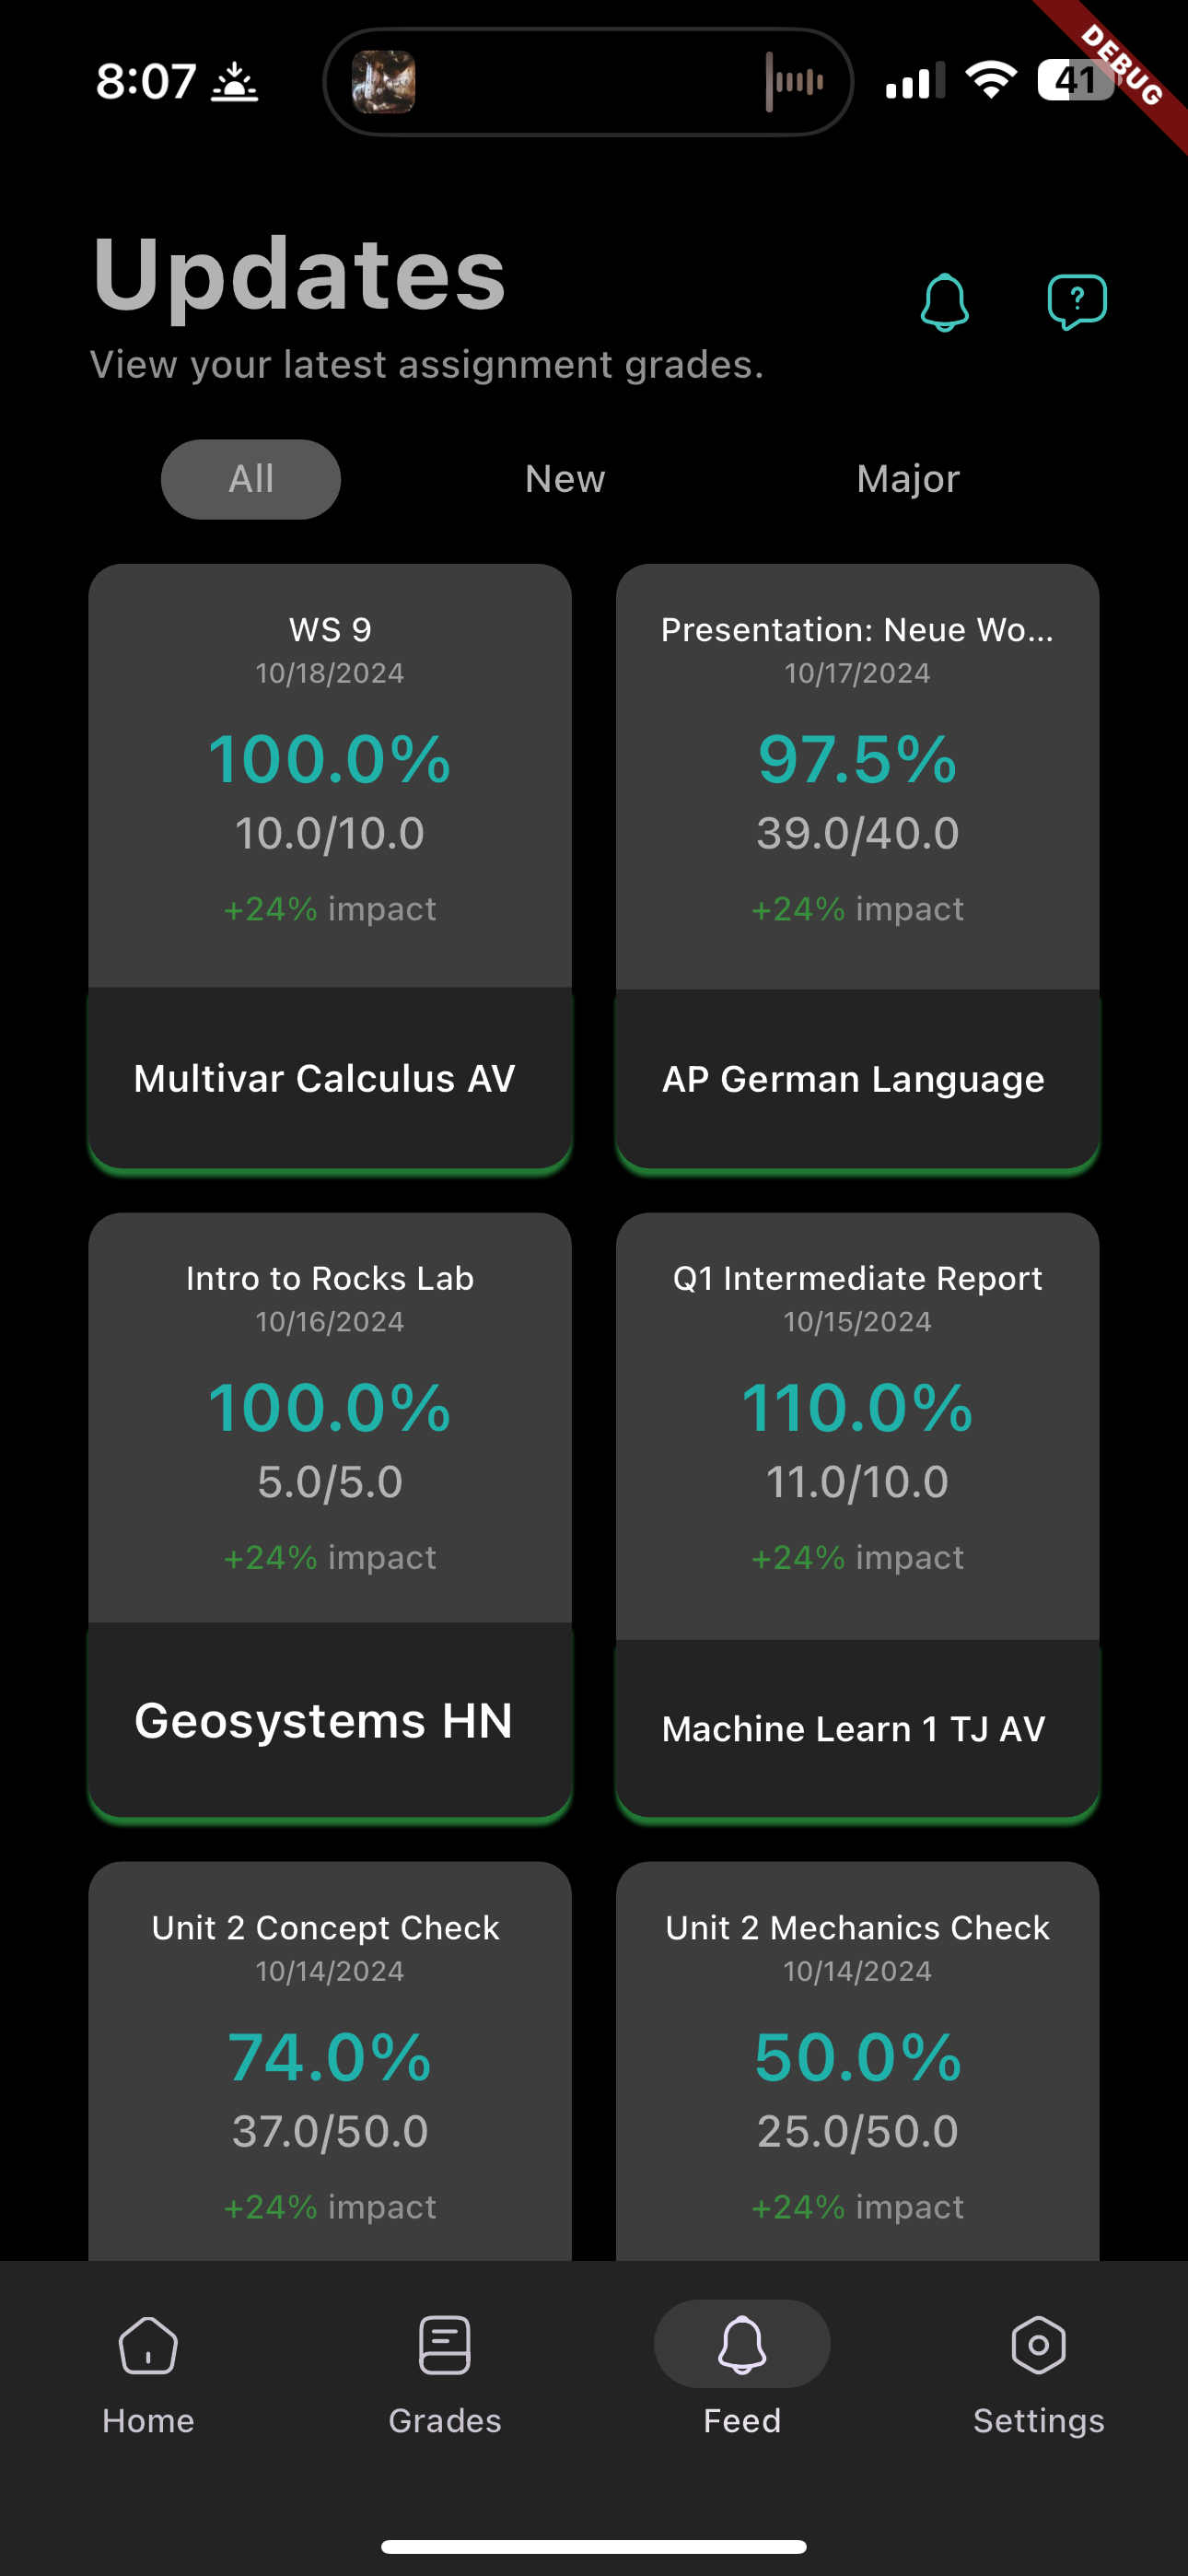 8:07
41
DEBUG
Updates
View your latest assignment grades.
All New Major
WS 9
10/18/2024
100.0%
10.0/10.0
+24% impact
Multivar Calculus AV
Presentation: Neue Wo...
10/17/2024
97.5%
39.0/40.0
+24% impact
AP German Language
Intro to Rocks Lab
10/16/2024
100.0%
5.0/5.0
+24% impact
Geosystems HN
Q1 Intermediate Report
10/15/2024
110.0%
11.0/10.0
+24% impact
Machine Learn 1 TJ AV
Unit 2 Concept Check
10/14/2024
74.0%
37.0/50.0
+24% impact
Unit 2 Mechanics Check
10/14/2024
50.0%
25.0/50.0
+24% impact
Home Grades Feed Settings